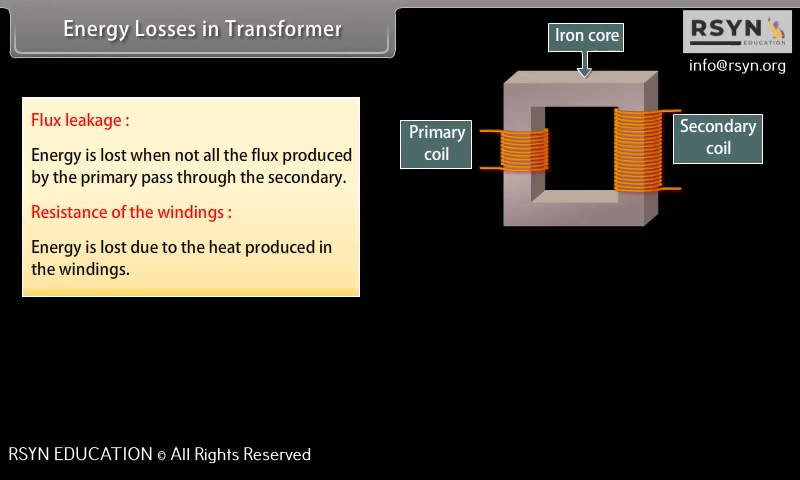 Energy Losses in Transformer
RSYN
EDUCATION
info@rsyn.org
Iron core
Primary
coil
Secondary
coil
Flux leakage :
Energy is lost when not all the flux produced
by the primary pass through the secondary.
Resistance of the windings :
Energy is lost due to the heat produced in
the windings.
RSYN EDUCATION © All Rights Reserved